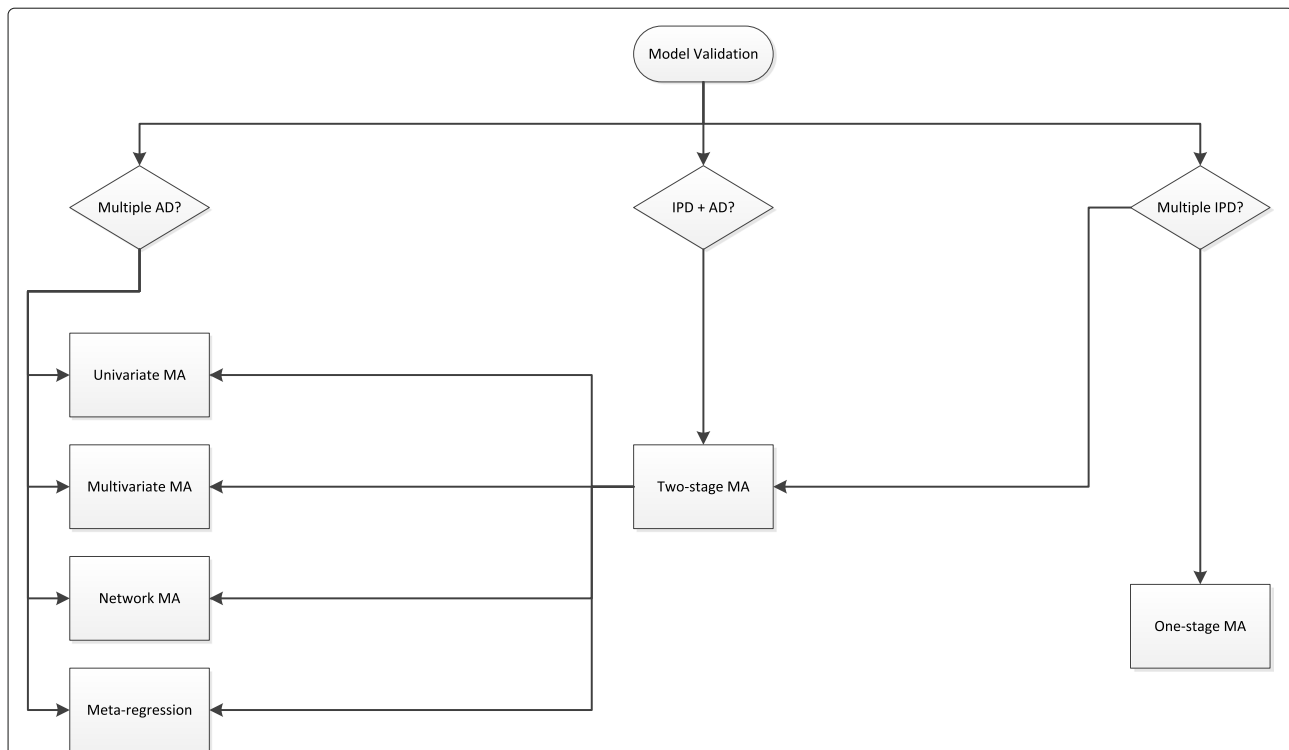 Model Validation
Multiple AD?
IPD + AD?
Multiple IPD?
Univariate MA
Multivariate MA
Two-stage MA
Network MA
One-stage MA
Meta-regression